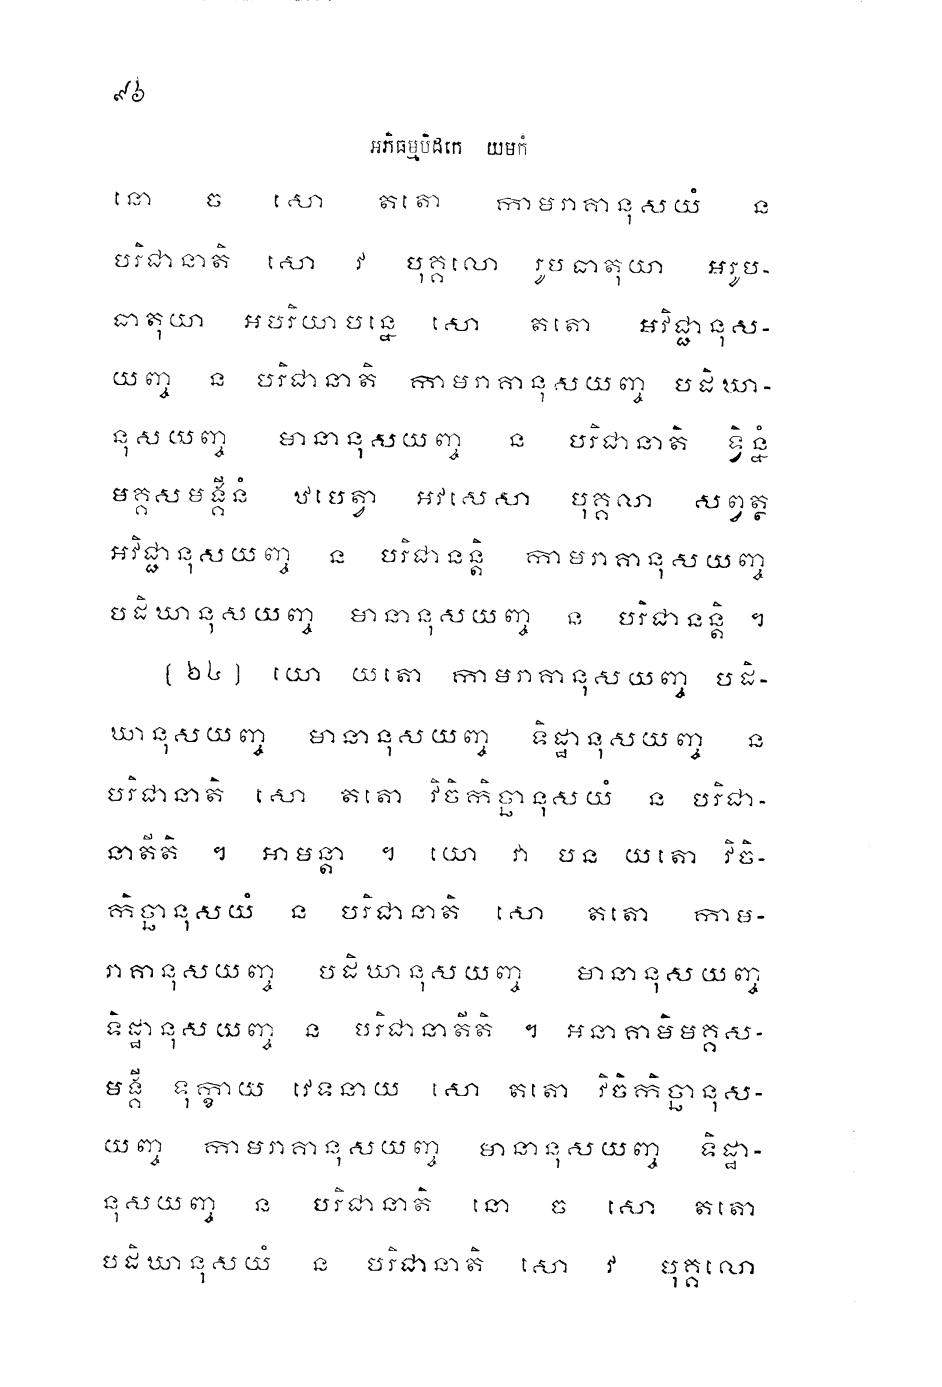 ៩៦
អភិធម្មបិដកេ យមកំ
នោ ច សោ តតោ កាមរាគានុសយំ ន
បរិជានាតិ សោ វ បុគ្គលោ រូបធាតុយា អរូប-
ធាតុយា អបរិយាបន្នេ សោ តតោ អវិជ្ជានុស-
យញ្ច ន បរិជានាតិ កាមរាគានុសយញ្ច បដិឃា-
នុសយញ្ច មានានុសយញ្ច ន បរិជានាតិ ទ្វិន្នំ
មគ្គសមង្គីនំ ឋបេត្វា អវសេសា បុគ្គលា សព្វត្ថ
អវិជ្ជានុសយញ្ច ន បរិជានន្តិ កាមរាគានុសយញ្ច
បដិឃានុសយញ្ច មានានុសយញ្ច ន បរិជានន្តិ ។
(៦៤) យោ យតោ កាមរាគានុសយញ្ច បដិ-
ឃានុសយញ្ច មានានុសយញ្ច ទិដ្ឋានុសយញ្ច ន
បរិជានាតិ សោ តតោ វិចិកិច្ឆានុសយំ ន បរិជា-
នាតីតិ ។ អាមន្តា ។ យោ វា បន យតោ វិចិ-
កិច្ឆានុសយំ ន បរិជានាតិ សោ តតោ កាម-
រាគានុសយញ្ច បដិឃានុសយញ្ច មានានុសយញ្ច
ទិដ្ឋានុសយញ្ច ន បរិជានាតីតិ ។ អនាគាមិមគ្គស-
មង្គី ទុក្ខាយ វេទនាយ សោ តតោ វិចិកិច្ឆានុស-
យញ្ច កាមរាគានុសយញ្ច មានានុសយញ្ច ទិដ្ឋា-
នុសយញ្ច ន បរិជានាតិ នោ ច សោ តតោ
បដិឃានុសយំ ន បរិជានាតិ សោ វ បុគ្គលោ